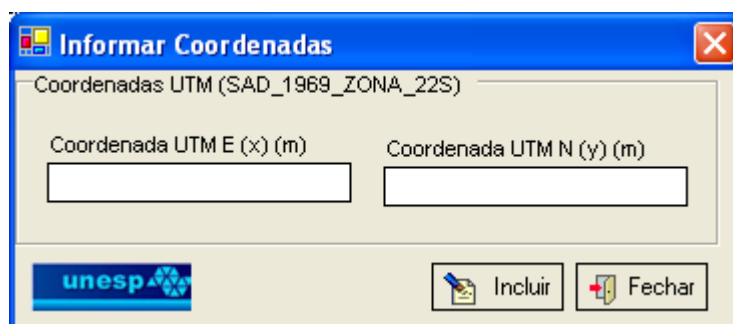 Informar Coordenadas
Coordenadas UTM (SAD_1969_ZONA_22S)
Coordenada UTM E (x) (m)
Coordenada UTM N (y) (m)
unesp
Incluir
Fechar